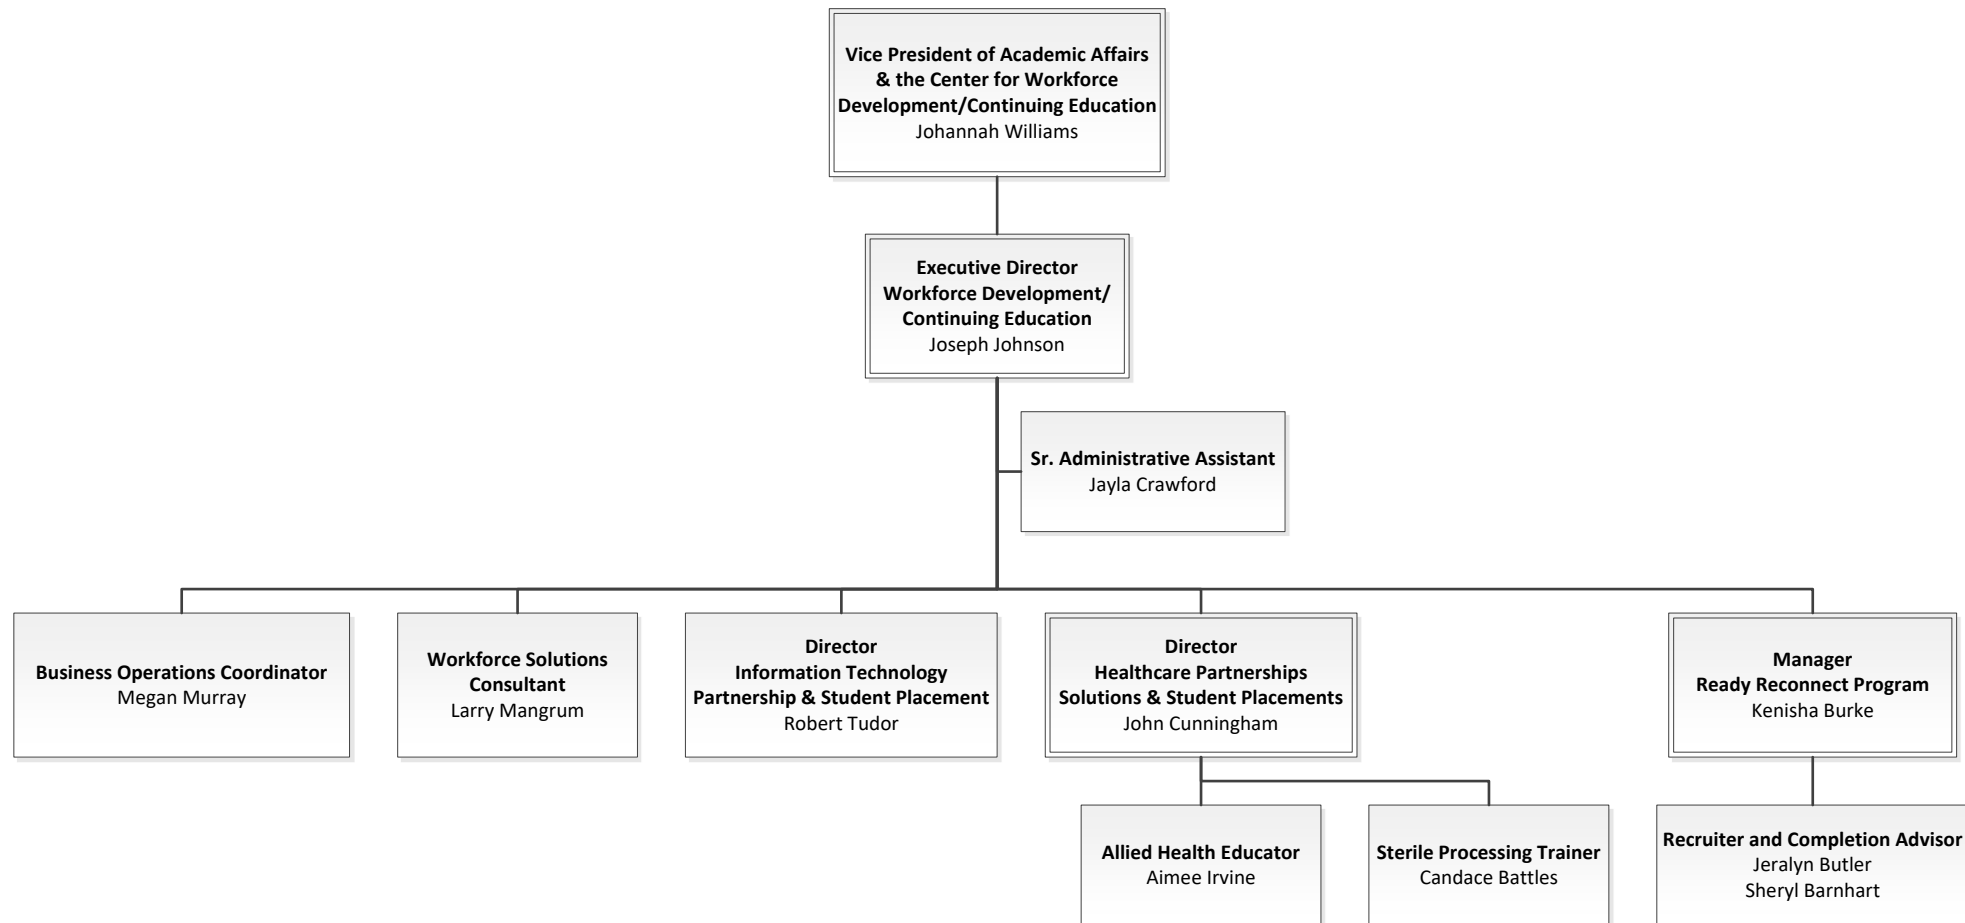 Vice President of Academic Affairs
& the Center for Workforce
Development/Continuing Education
Johannah Williams
Executive Director
Workforce Development/
Continuing Education
Joseph Johnson
Sr. Administrative Assistant
Jayla Crawford
Business Operations Coordinator
Megan Murray
Workforce Solutions
Consultant
Larry Mangrum
Director
Information Technology
Partnership & Student Placement
Robert Tudor
Director
Healthcare Partnerships
Solutions & Student Placements
John Cunningham
Manager
Ready Reconnect Program
Kenisha Burke
Allied Health Educator
Aimee Irvine
Sterile Processing Trainer
Candace Battles
Recruiter and Completion Advisor
Jeralyn Butler
Sheryl Barnhart